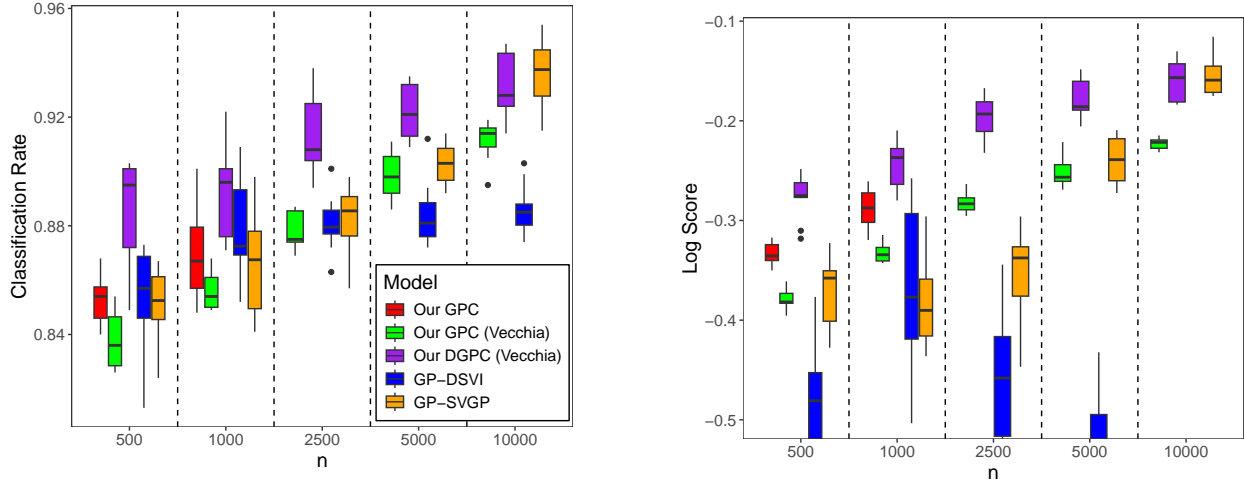 Classification Rate
0.96
0.92
0.88
0.84
500
1000
2500
5000
10000
n
Model
Our GPC
Our GPC (Vecchia)
Our DGPC (Vecchia)
GP−DSVI
GP−SVGP
Log Score
−0.1
−0.2
−0.3
−0.4
−0.5
500
1000
2500
5000
10000
n